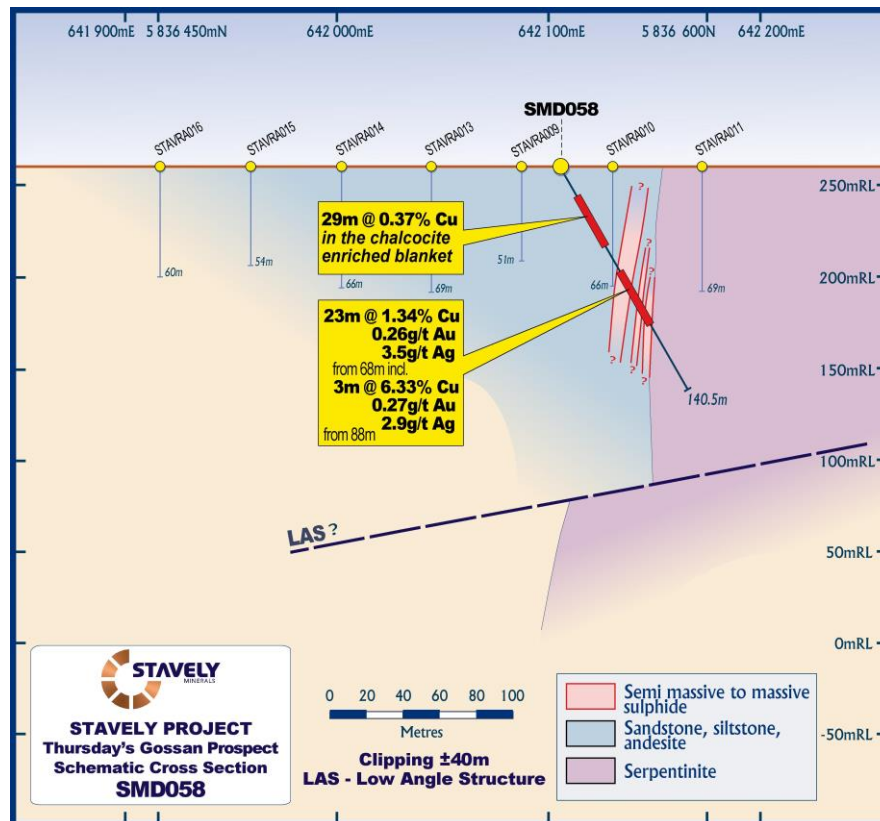 641 900mE 5 836 450mN 642 000mE 642 100mE 5 836 600N 642 200mE
SMD058
STAVRA016 STAVRA015 STAVRA014 STAVRA013 STAVRA009 STAVRA010 STAVRA011
250mRL
29m @ 0.37% Cu
in the chalcocite
enriched blanket
60m 54m 66m 69m 51m 66m 69m
200mRL
23m @ 1.34% Cu
0.26g/t Au
3.5g/t Ag
from 68m incl.
3m @ 6.33% Cu
0.27g/t Au
2.9g/t Ag
from 88m
? ? ? ? ? ? ?
150mRL
140.5m
100mRL
LAS ?
50mRL
0mRL
-50mRL
STAVELY
MINERALS
STAVELY PROJECT
Thursday's Gossan Prospect
Schematic Cross Section
SMD058
0 20 40 60 80 100
Metres
Clipping ±40m
LAS - Low Angle Structure
Semi massive to massive
sulphide
Sandstone, siltstone,
andesite
Serpentinite